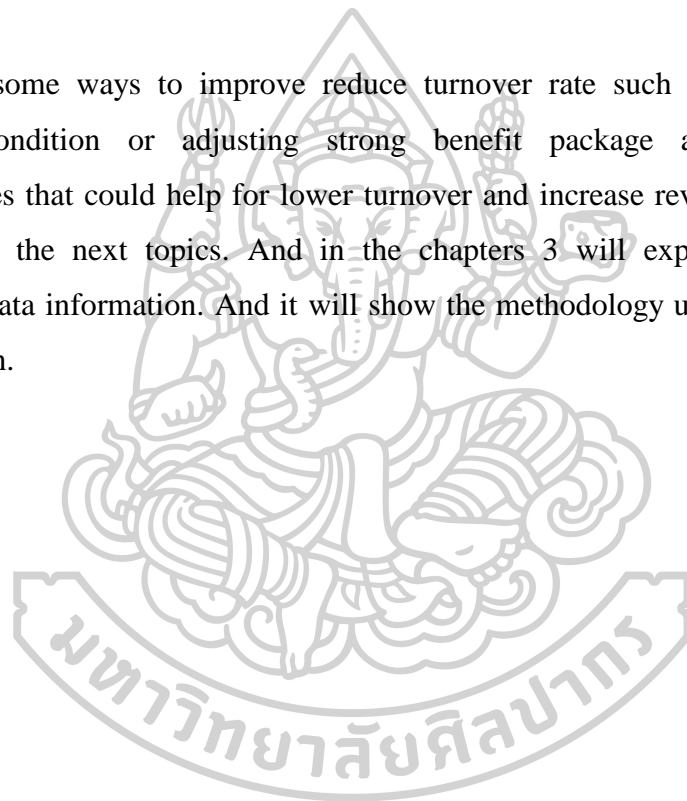 some ways to improve reduce turnover rate such
ondition or adjusting strong benefit package a
es that could help for lower turnover and increase rev
the next topics. And in the chapters 3 will exp
ata information. And it will show the methodology u
n.
มหาวิทยาลัยศิลปากร